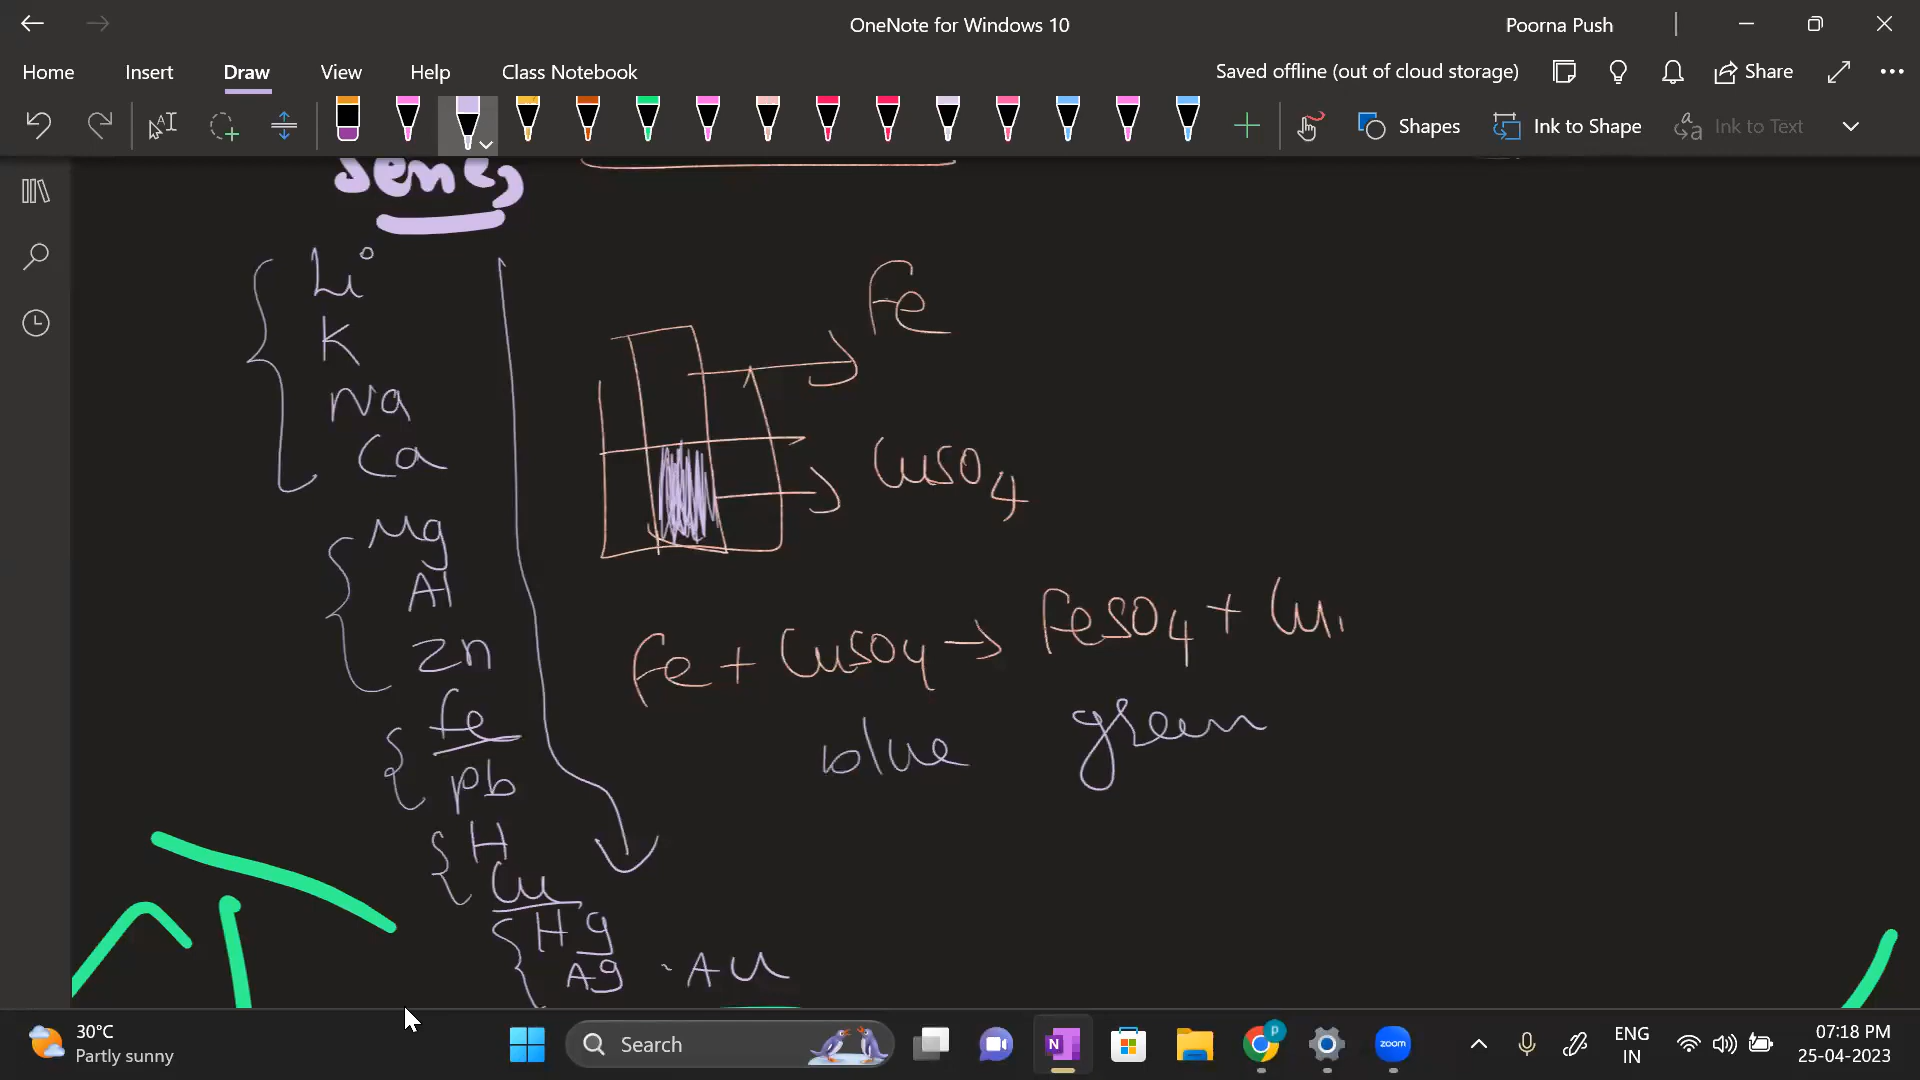 OneNote for Windows 10
Poorna Push
Home
Insert
Draw
View
Help
Class Notebook
Saved offline (out of cloud storage)
Share
Shapes
Ink to Shape
Ink to Text
Series
Li
K
Na
Ca
Mg
Al
Zn
Fe
pb
H
Cu
Hg
Ag · Au
Fe
CuSO4
Fe + CuSO4 → FeSO4 + Cu
blue green
30°C
Partly sunny
Search
zoom
ENG
IN
07:18 PM
25-04-2023